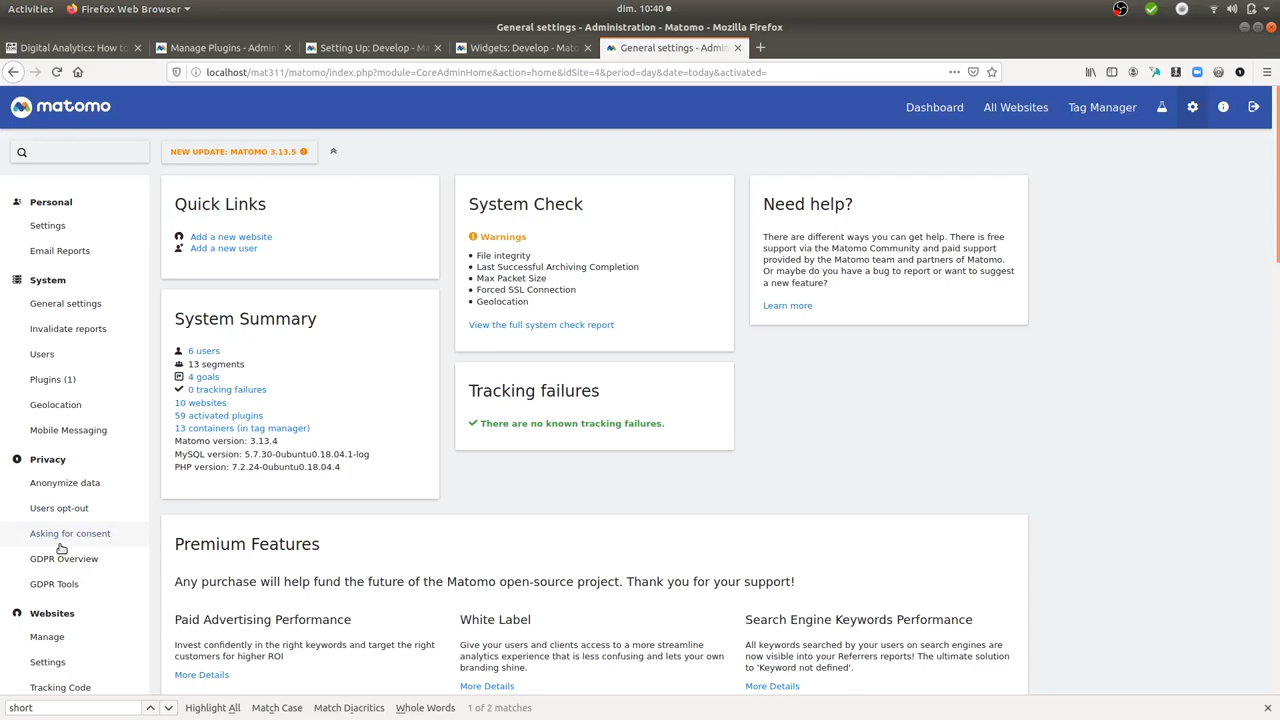 Activities
Firefox Web Browser
dim. 10:40
General settings - Administration - Matomo - Mozilla Firefox
Digital Analytics: How to
Manage Plugins - Admin
Setting Up: Develop - Ma
Widgets: Develop - Mato
General settings - Admin
localhost/mat311/matomo/index.php?module=CoreAdminHome&action=home&idSite=4&period=day&date=today&activated=
matomo
Dashboard
All Websites
Tag Manager
NEW UPDATE: MATOMO 3.13.5
Personal
Settings
Email Reports
System
General settings
Invalidate reports
Users
Plugins (1)
Geolocation
Mobile Messaging
Privacy
Anonymize data
Users opt-out
Asking for consent
GDPR Overview
GDPR Tools
Websites
Manage
Settings
Tracking Code
Quick Links
Add a new website
Add a new user
System Summary
6 users
13 segments
4 goals
0 tracking failures
10 websites
59 activated plugins
13 containers (in tag manager)
Matomo version: 3.13.4
MySQL version: 5.7.30-0ubuntu0.18.04.1-log
PHP version: 7.2.24-0ubuntu0.18.04.4
System Check
Warnings
File integrity
Last Successful Archiving Completion
Max Packet Size
Forced SSL Connection
Geolocation
View the full system check report
Tracking failures
There are no known tracking failures.
Need help?
There are different ways you can get help. There is free
support via the Matomo Community and paid support
provided by the Matomo team and partners of Matomo.
Or maybe do you have a bug to report or want to suggest
a new feature?
Learn more
Premium Features
Any purchase will help fund the future of the Matomo open-source project. Thank you for your support!
Paid Advertising Performance
Invest confidently in the right keywords and target the right
customers for higher ROI
More Details
White Label
Give your users and clients access to a more streamline
analytics experience that is less confusing and lets your own
branding shine.
More Details
Search Engine Keywords Performance
All keywords searched by your users on search engines are
now visible into your Referrers reports! The ultimate solution
to 'Keyword not defined'.
More Details
short
Highlight All
Match Case
Match Diacritics
Whole Words
1 of 2 matches